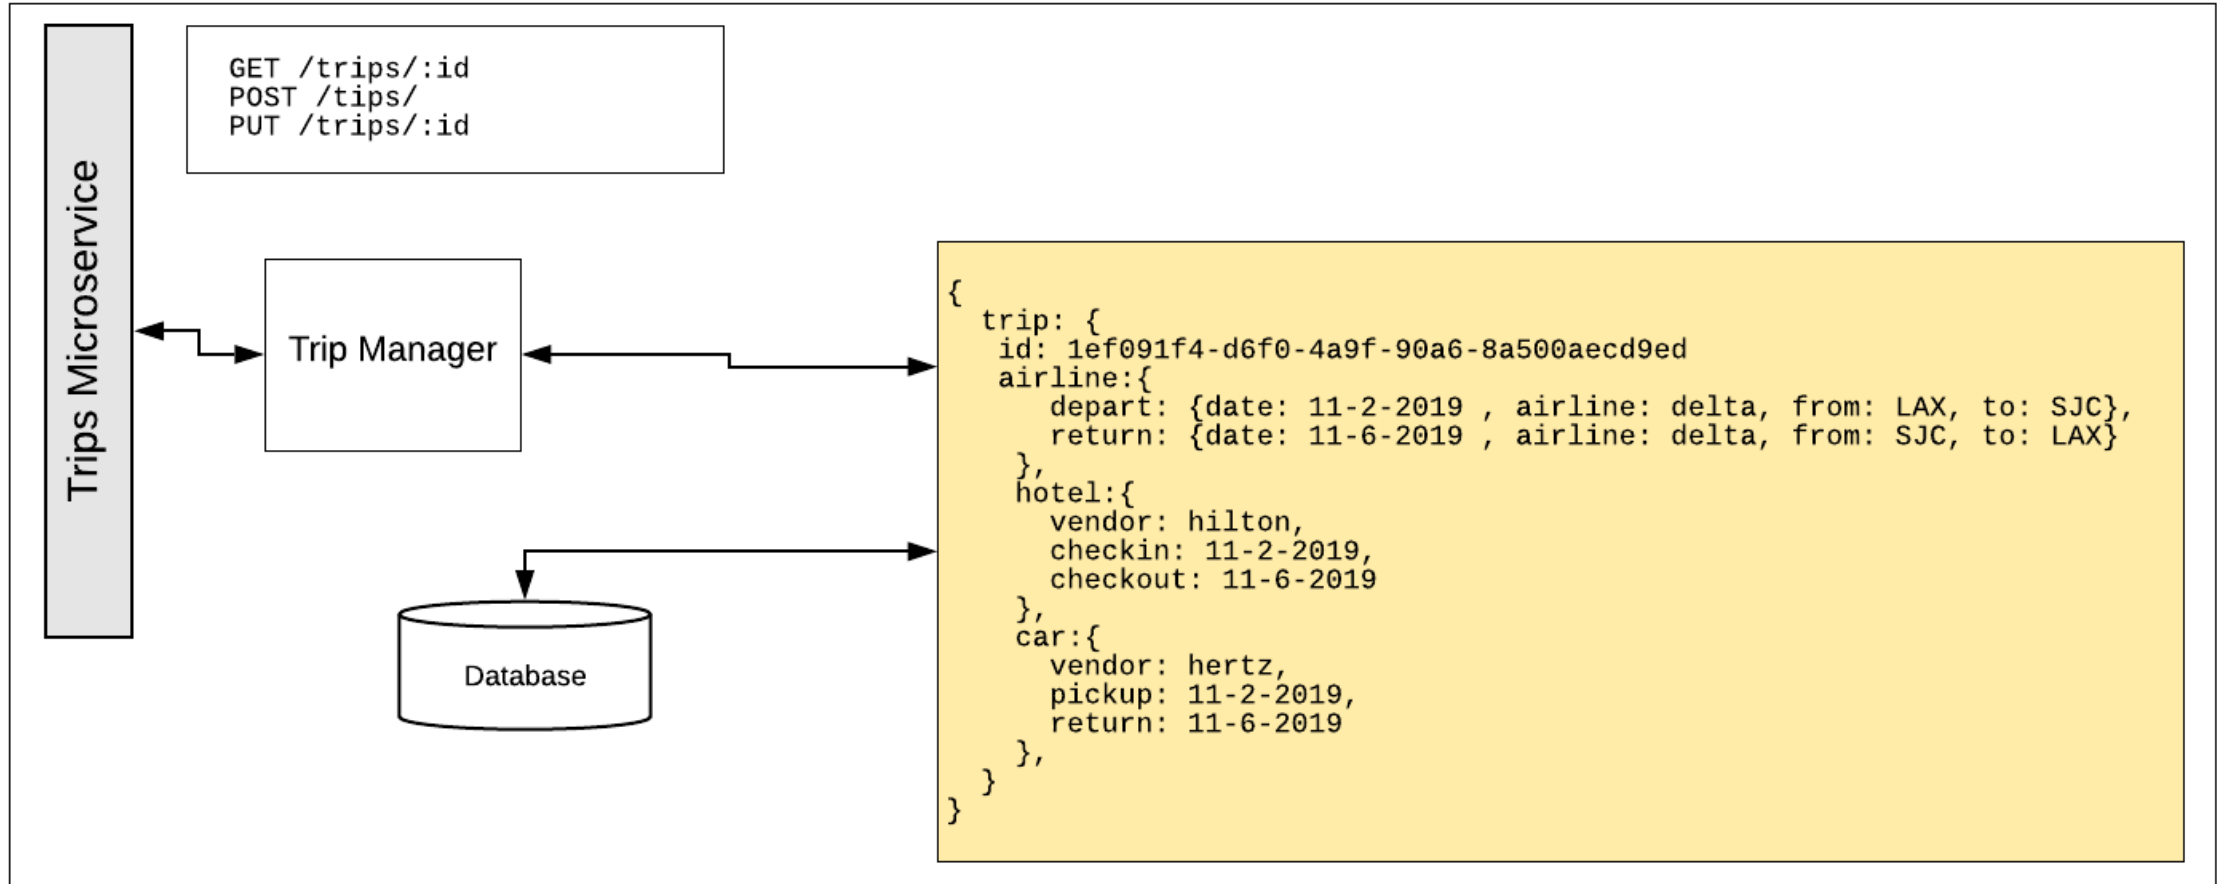 Trips Microservice
GET /trips/:id
POST /tips/
PUT /trips/:id
Trip Manager
Database
{
trip: {
id: 1ef091f4-d6f0-4a9f-90a6-8a500aecd9ed
airline:{
depart: {date: 11-2-2019 , airline: delta, from: LAX, to: SJC},
return: {date: 11-6-2019 , airline: delta, from: SJC, to: LAX}
},
hotel:{
vendor: hilton,
checkin: 11-2-2019,
checkout: 11-6-2019
},
car:{
vendor: hertz,
pickup: 11-2-2019,
return: 11-6-2019
},
}
}